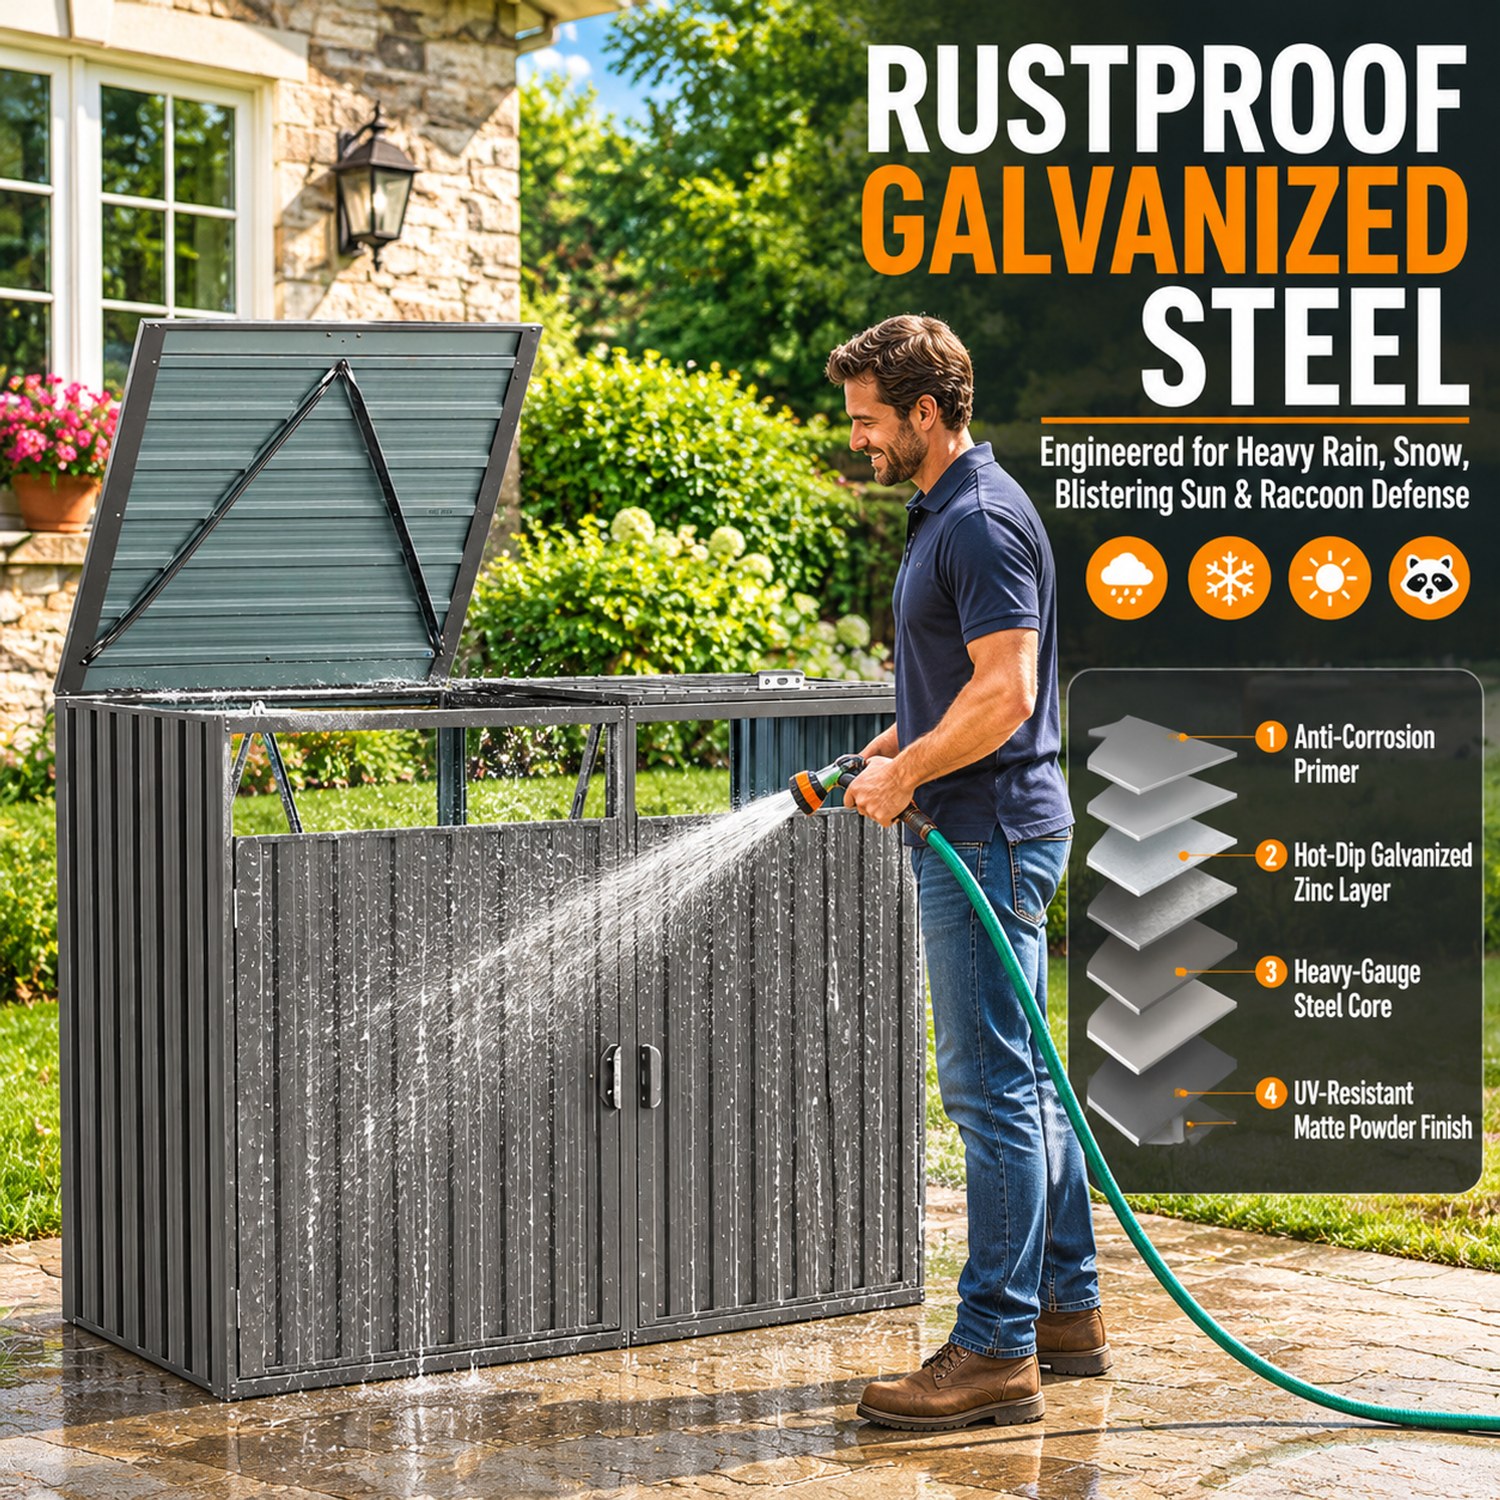 RUSTPROOF
GALVANIZED
STEEL
Engineered for Heavy Rain, Snow,
Blistering Sun & Raccoon Defense
1 Anti-Corrosion
Primer
2 Hot-Dip Galvanized
Zinc Layer
3 Heavy-Gauge
Steel Core
4 UV-Resistant
Matte Powder Finish